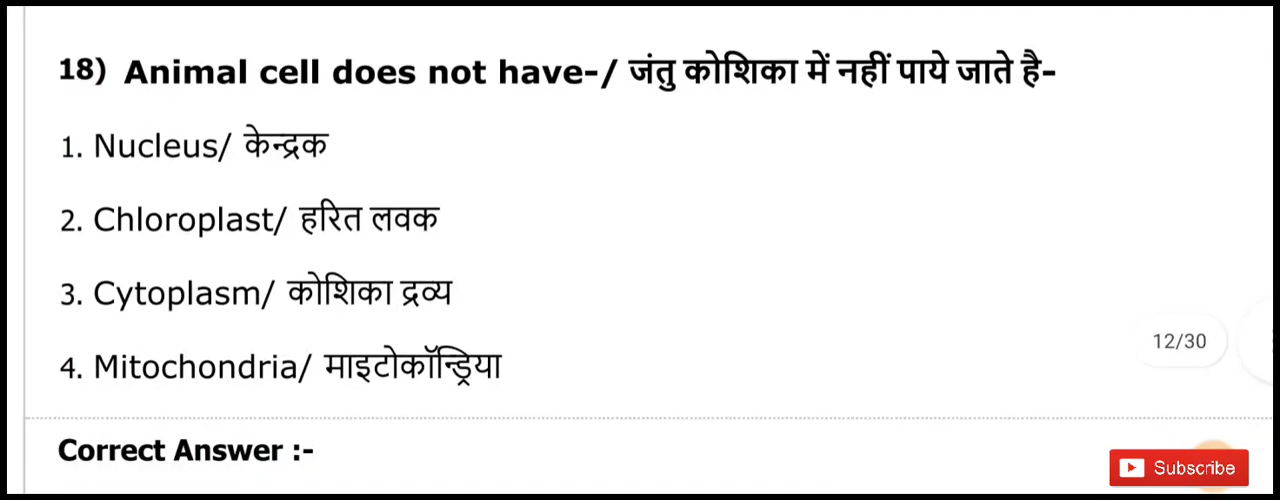 18) Animal cell does not have-/ जंतु कोशिका में नहीं पाये जाते है-
1. Nucleus/ केन्द्रक
2. Chloroplast/ हरित लवक
3. Cytoplasm/ कोशिका द्रव्य
12/30
4. Mitochondria/ माइटोकॉन्ड्रिया
Correct Answer :-
Subscribe